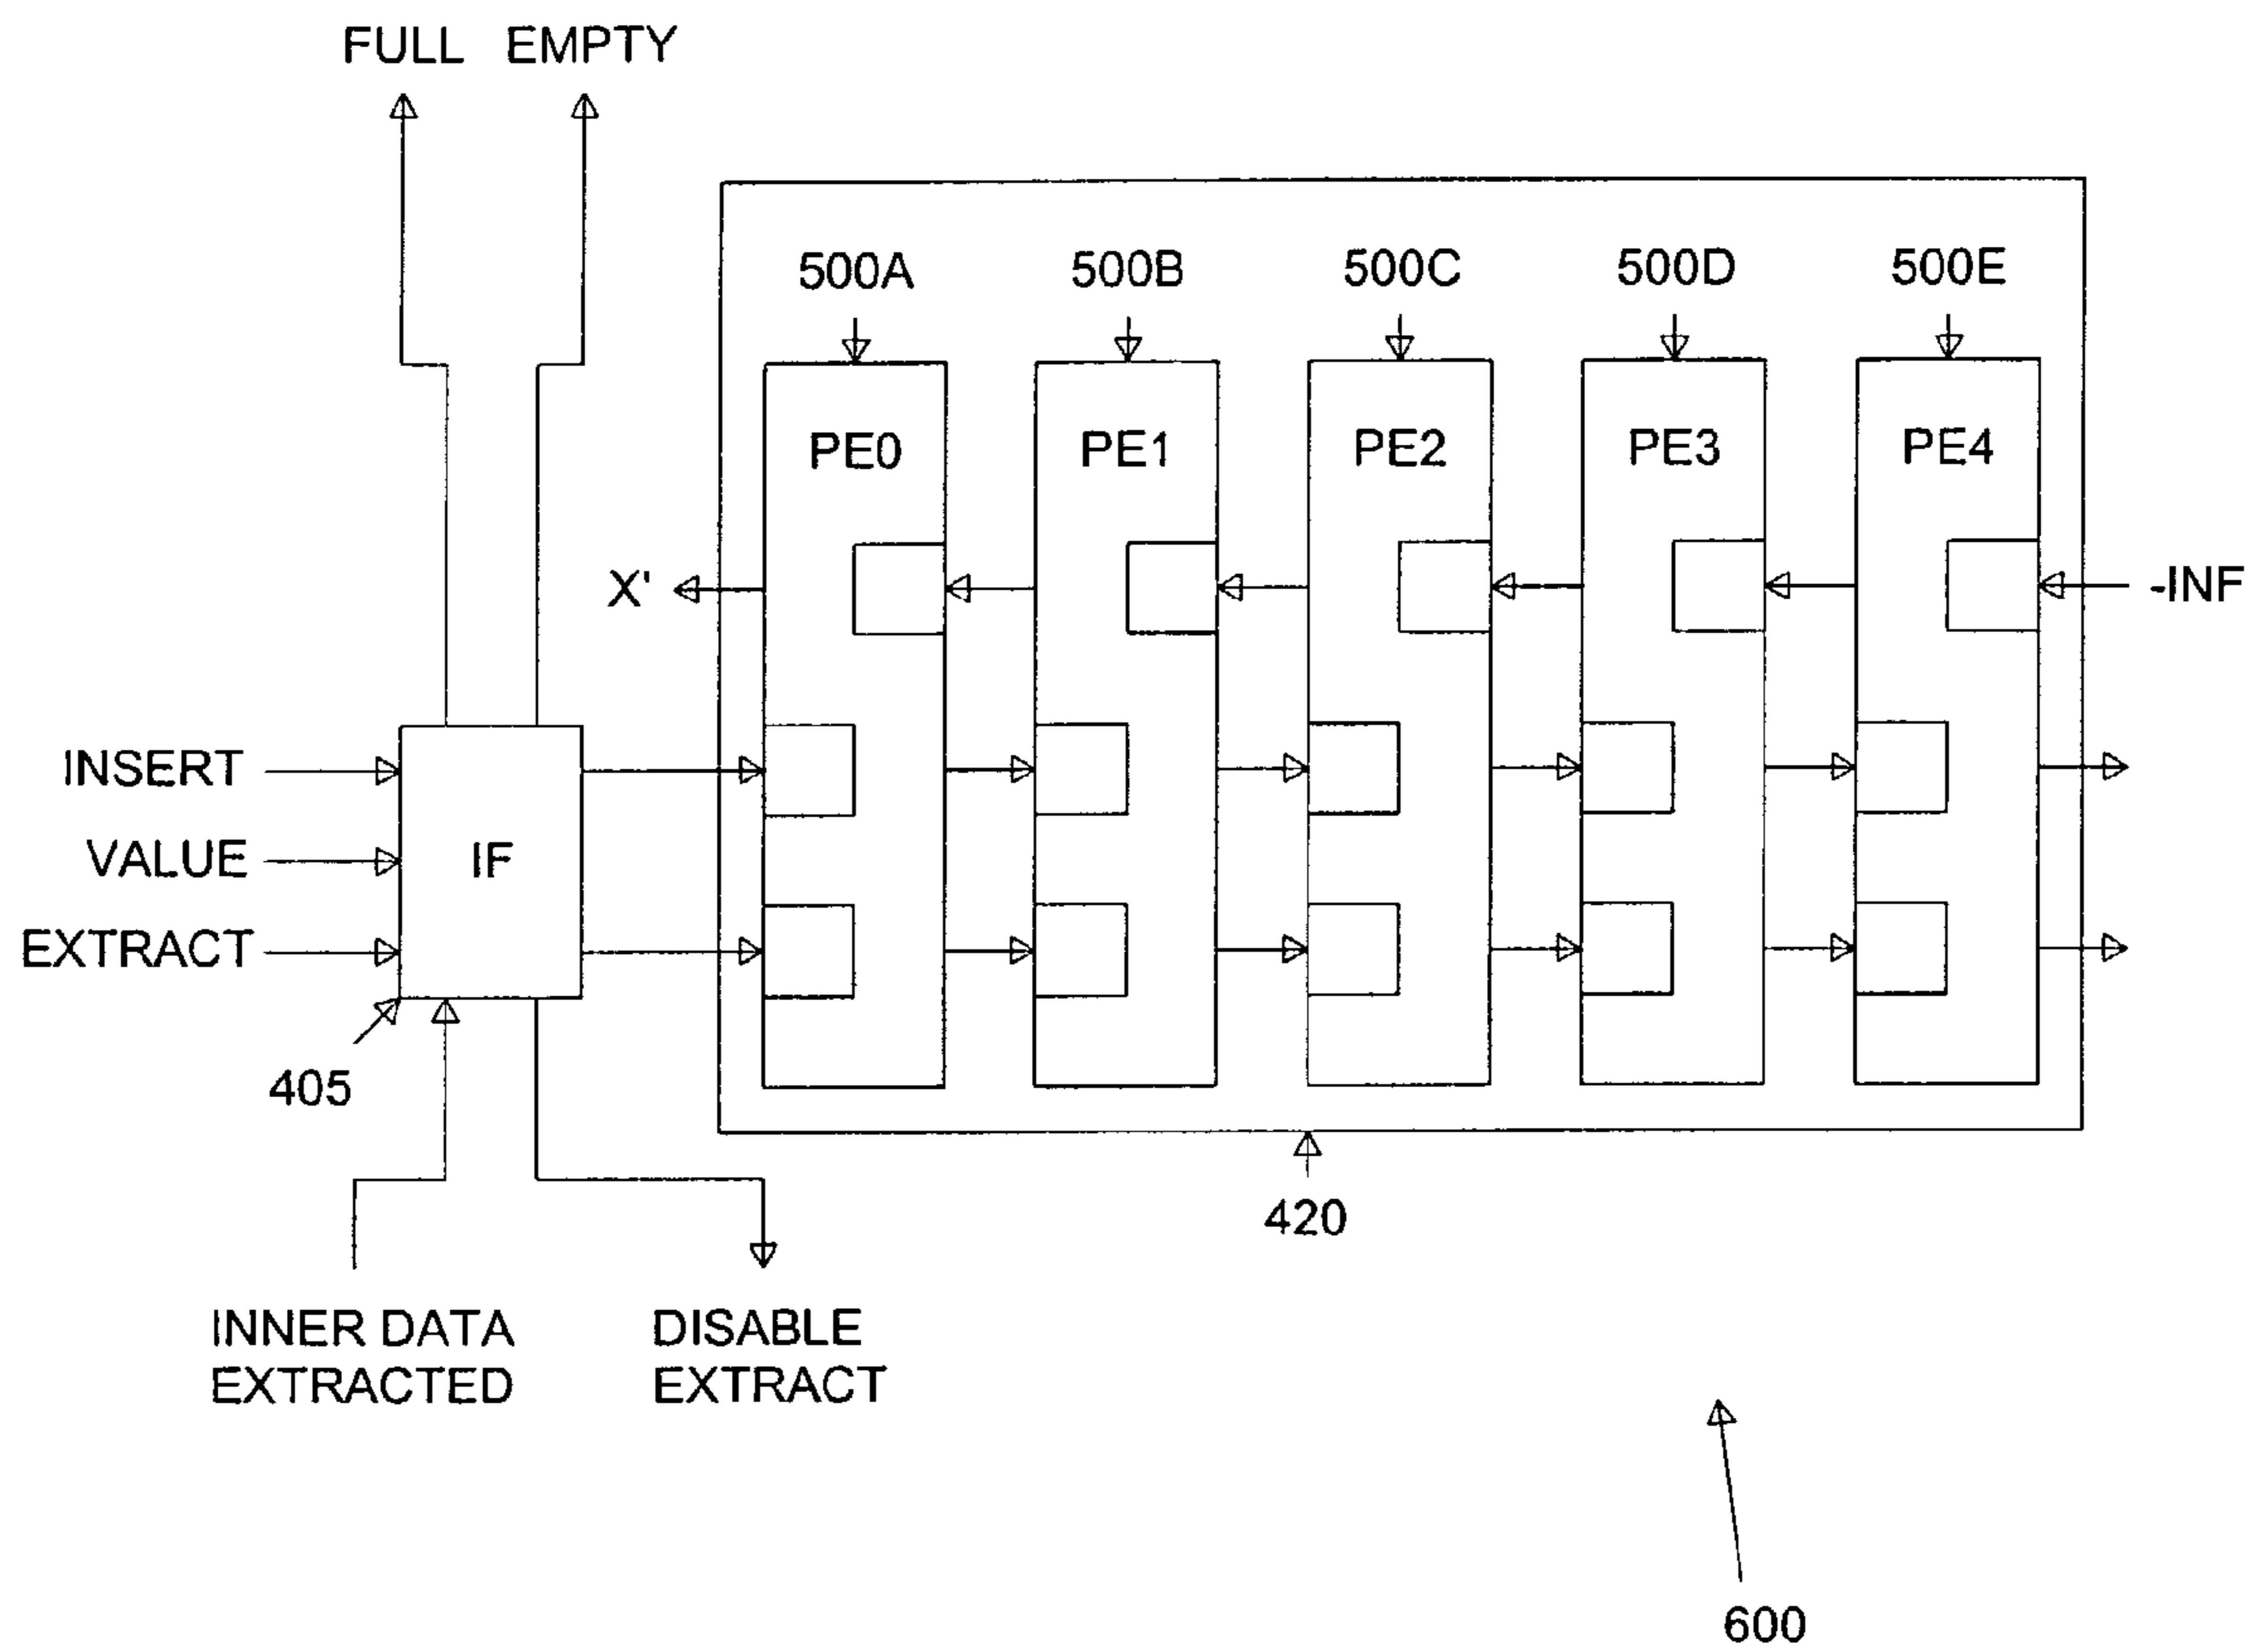 FULL EMPTY
500A 500B 500C 500D 500E
PE0 PE1 PE2 PE3 PE4
X' -INF
INSERT
VALUE IF
EXTRACT
405
420
INNER DATA
EXTRACTED
DISABLE
EXTRACT
600